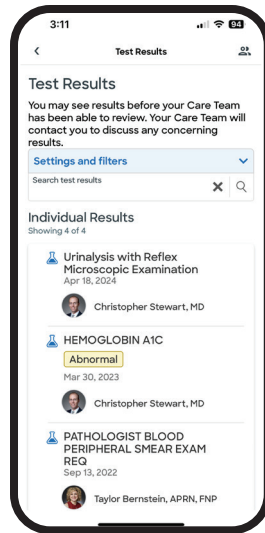 3:11
94
Test Results
Test Results
You may see results before your Care Team
has been able to review. Your Care Team will
contact you to discuss any concerning
results.
Settings and filters
Search test results
Individual Results
Showing 4 of 4
Urinalysis with Reflex
Microscopic Examination
Apr 18, 2024
Christopher Stewart, MD
HEMOGLOBIN A1C
Abnormal
Mar 30, 2023
Christopher Stewart, MD
PATHOLOGIST BLOOD
PERIPHERAL SMEAR EXAM
REQ
Sep 13, 2022
Taylor Bernstein, APRN, FNP